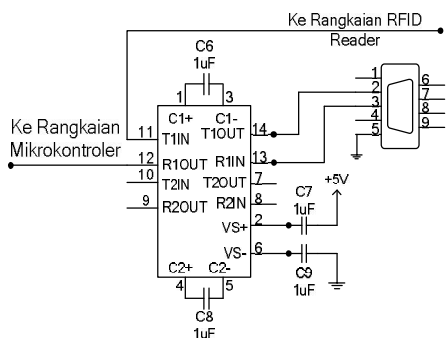 Ke Rangkaian RFID
Reader
C6
1uF
1 3
C1+ C1-
11 T1IN T1OUT 14
Ke Rangkaian
Mikrokontroler
12 R1OUT R1IN 13
10 T2IN T2OUT 7
9 R2OUT R2IN 8
VS+ 2
VS- 6
C2+ C2-
4 5
C8
1uF
C7
1uF
+5V
C9
1uF
1
2
3
4
5
6
7
8
9